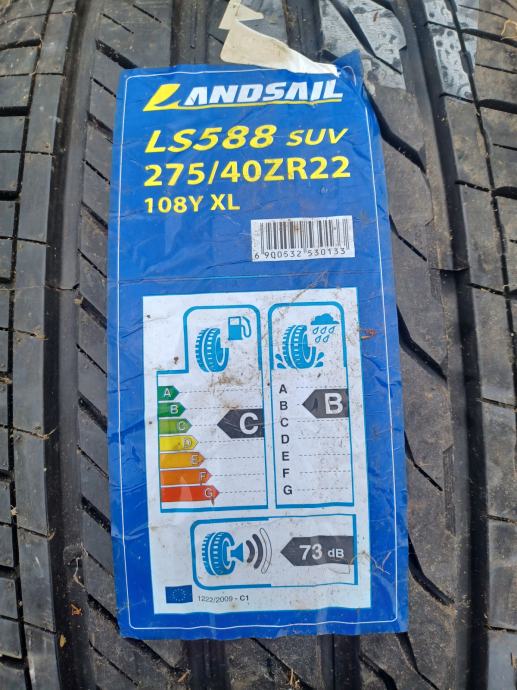 LANDSAIL
LS588 SUV
275/40ZR22
108Y XL
6 900532 530133
A
B
C
D
E
F
G
C
A
B
C
D
E
F
G
B
73 dB
1222/2009 - C1